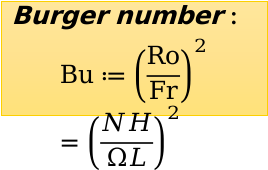 Burger number :
Bu ≔ (Ro/Fr)²
= (NH/ΩL)²